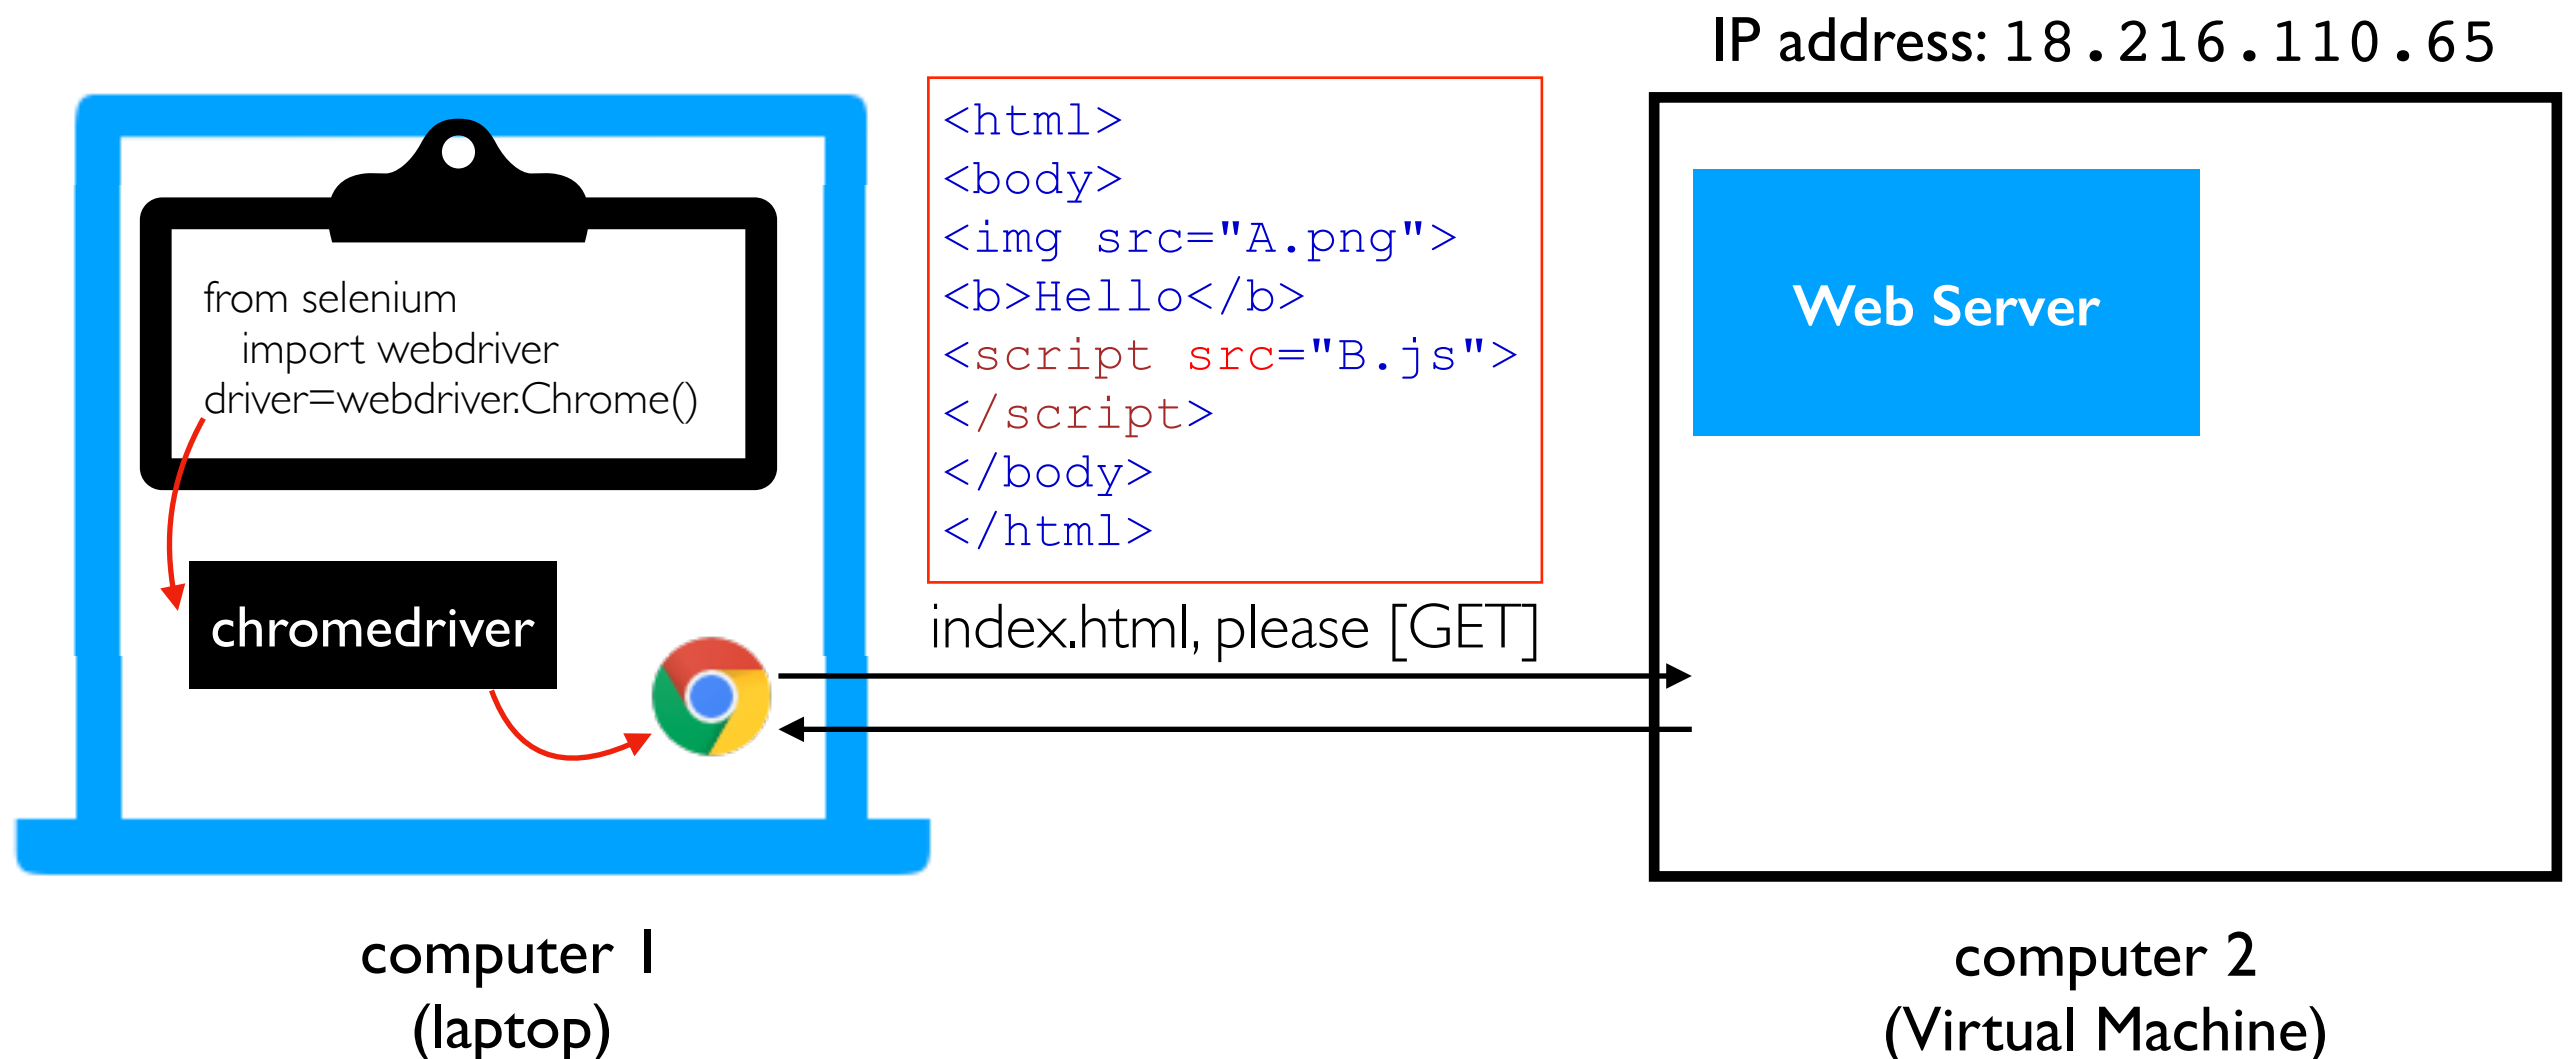 IP address: 18.216.110.65
from selenium
import webdriver
driver=webdriver.Chrome()
chromedriver
<html>
<body>
<img src="A.png">
<b>Hello</b>
<script src="B.js">
</script>
</body>
</html>
index.html, please [GET]
Web Server
computer 1
(laptop)
computer 2
(Virtual Machine)